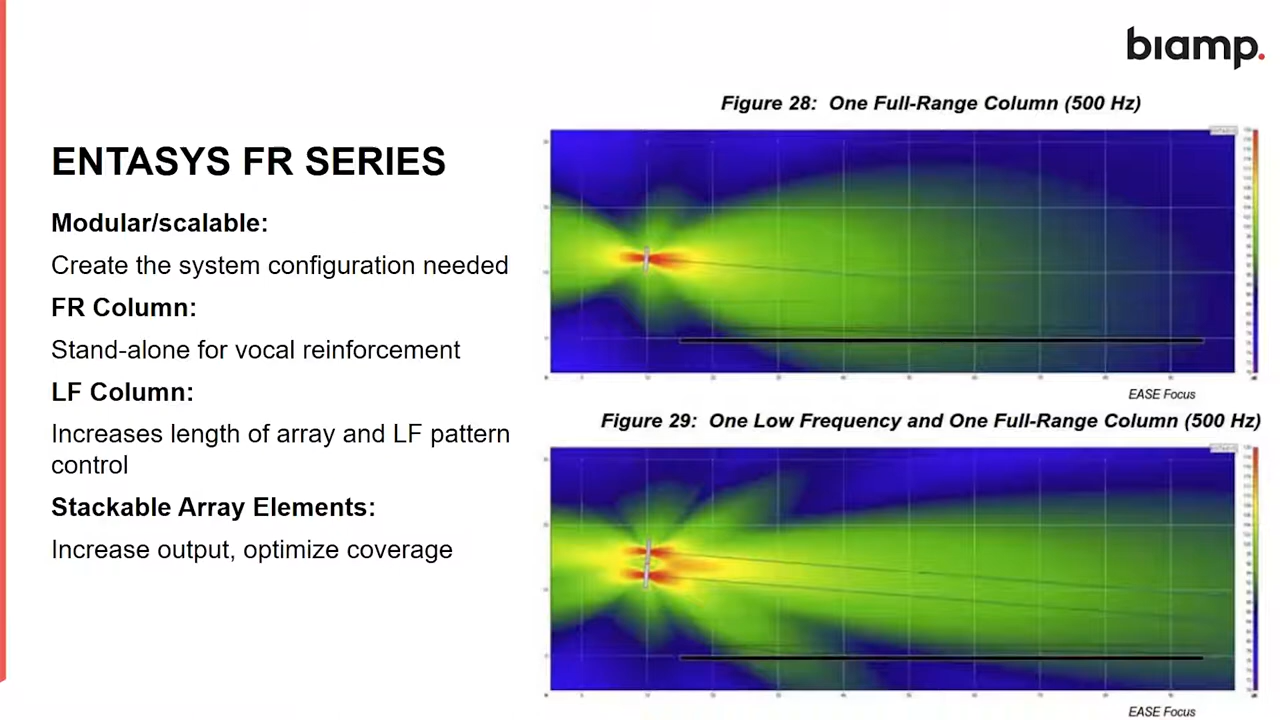 biamp.
ENTASYS FR SERIES
Modular/scalable:
Create the system configuration needed
FR Column:
Stand-alone for vocal reinforcement
LF Column:
Increases length of array and LF pattern
control
Stackable Array Elements:
Increase output, optimize coverage
Figure 28: One Full-Range Column (500 Hz)
EASE Focus
Figure 29: One Low Frequency and One Full-Range Column (500 Hz)
EASE Focus